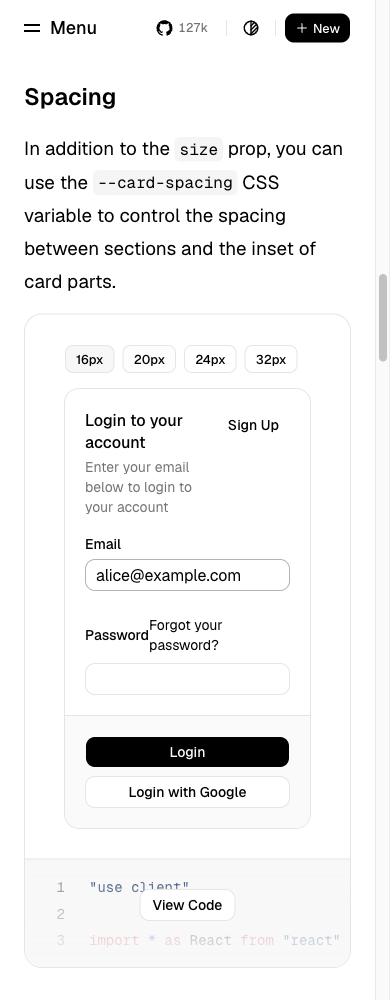 Menu 127k + New
Spacing
In addition to the size prop, you can
use the --card-spacing CSS
variable to control the spacing
between sections and the inset of
card parts.
16px 20px 24px 32px
Login to your
account
Sign Up
Enter your email
below to login to
your account
Email
alice@example.com
Password
Forgot your
password?
Login
Login with Google
1 "use client"
2
View Code
3 import * as React from "react"